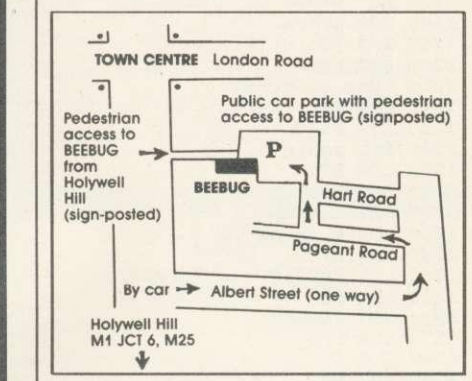 TOWN CENTRE London Road
Public car park with pedestrian
access to BEEBUG (signposted)
Pedestrian
access to
BEEBUG
from
Holywell
Hill
(sign-posted)
P
BEEBUG
Hart Road
Pageant Road
By car Albert Street (one way)
Holywell Hill
M1 JCT 6, M25